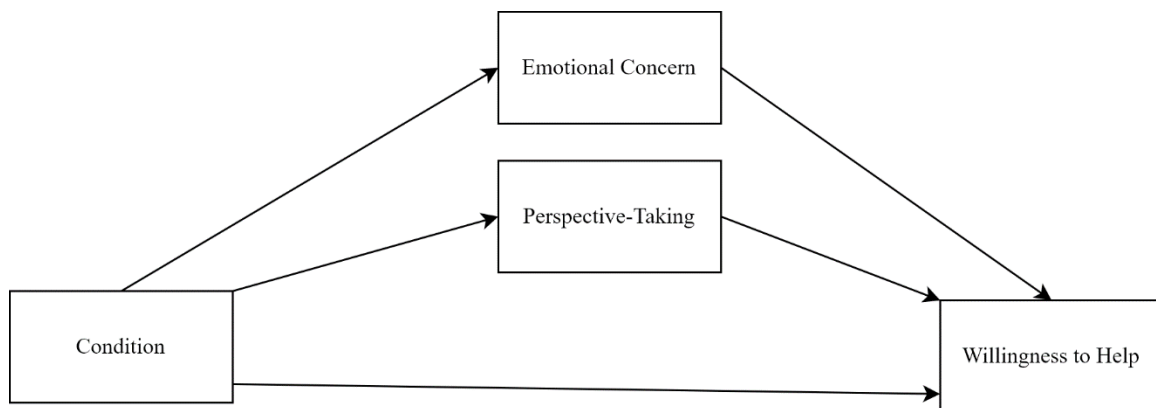 Emotional Concern
Perspective-Taking
Condition
Willingness to Help